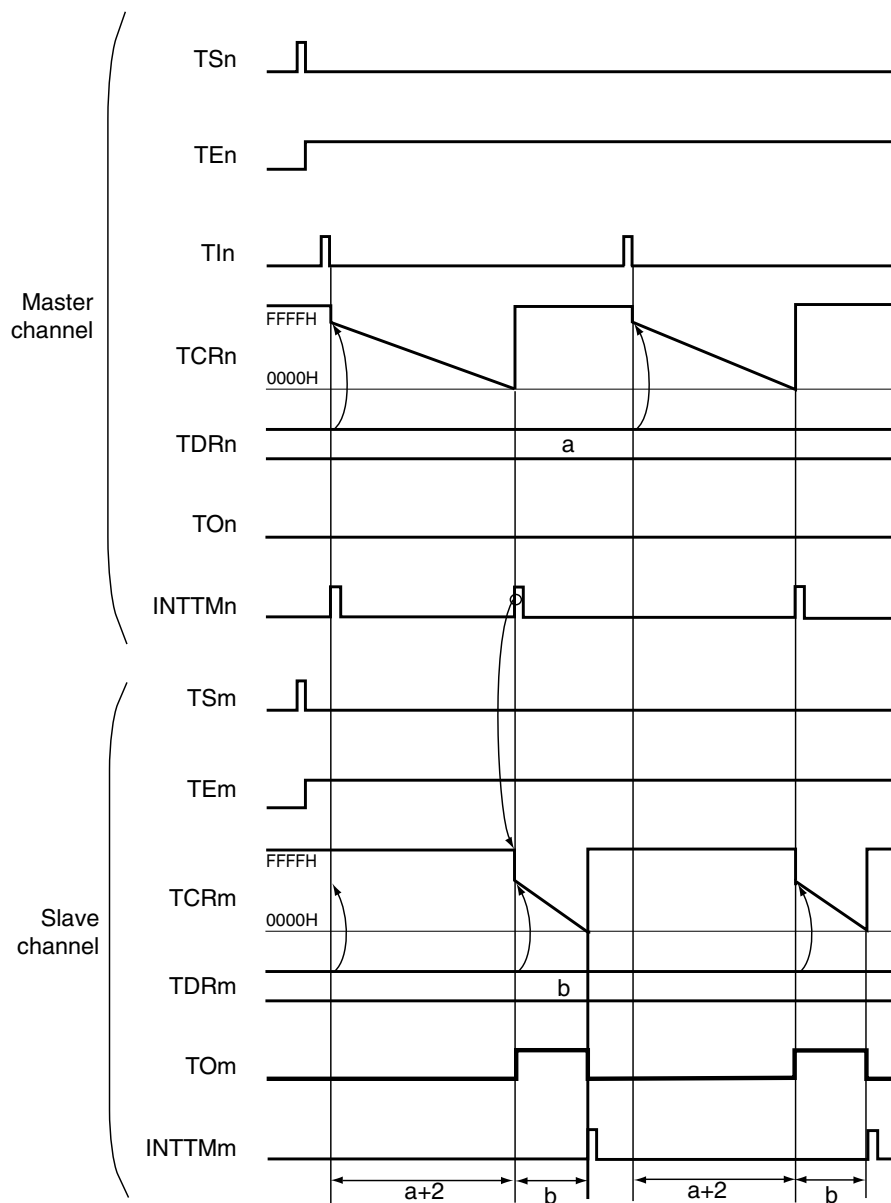 TSn
TEn
TIn
Master
channel
FFFFH
TCRn
0000H
TDRn
a
TOn
INTTMn
TSm
TEm
FFFFH
TCRm
Slave
channel
0000H
TDRm
b
TOm
INTTMm
a+2
b
a+2
b